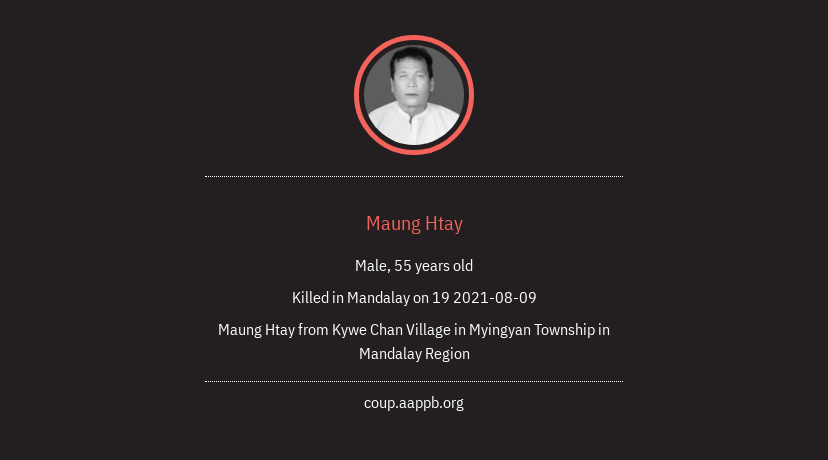 Maung Htay
Male, 55 years old
Killed in Mandalay on 19 2021-08-09
Maung Htay from Kywe Chan Village in Myingyan Township in
Mandalay Region
coup.aappb.org